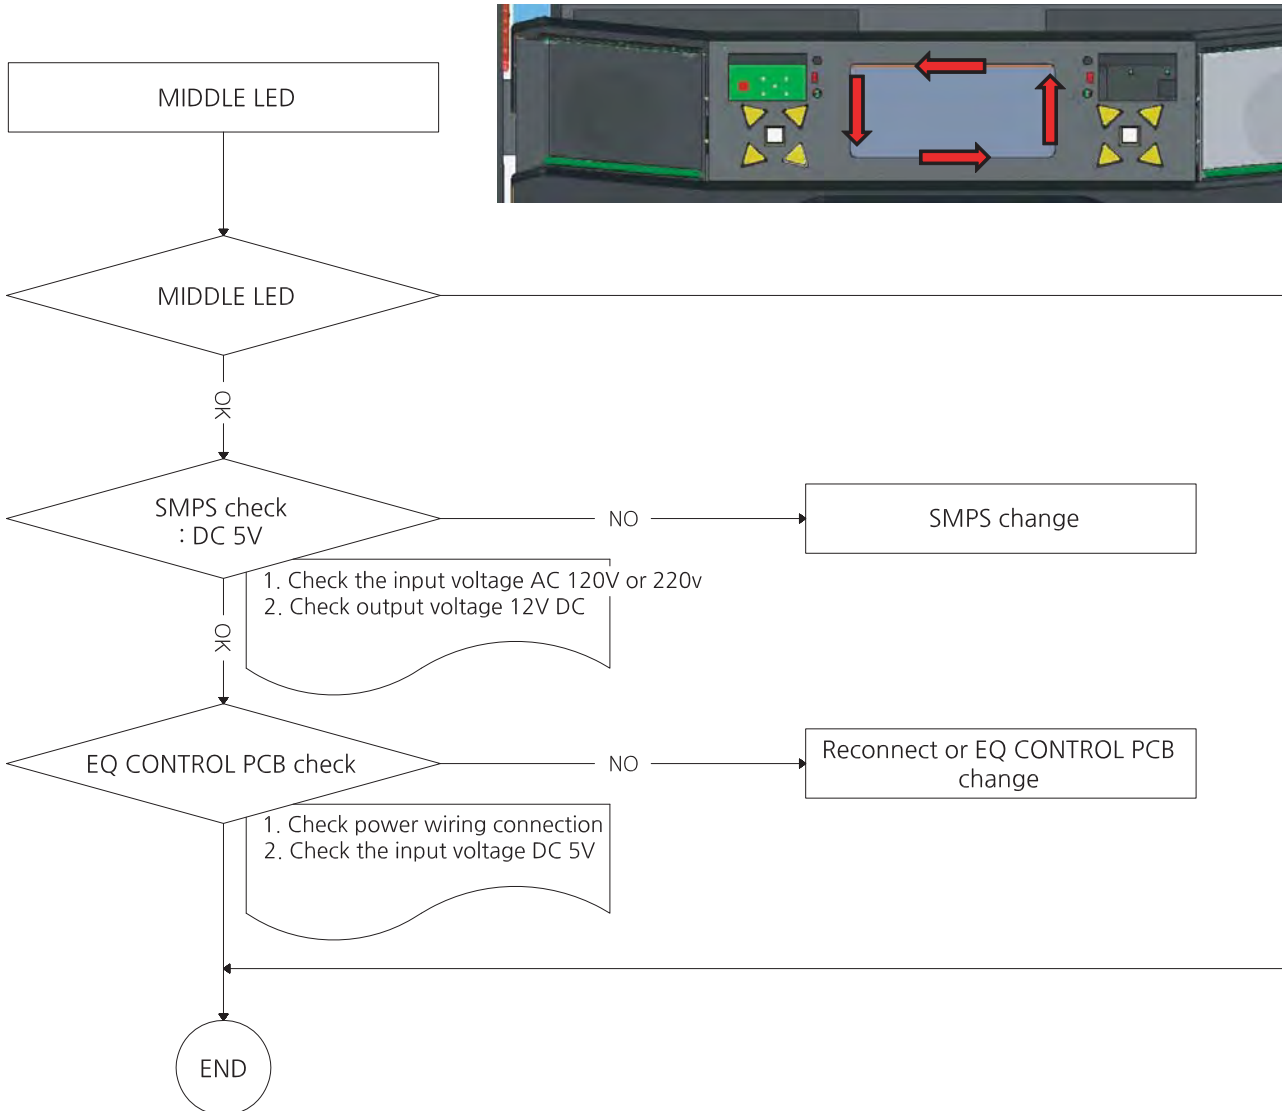 MIDDLE LED
MIDDLE LED
OK
SMPS check
: DC 5V
NO
SMPS change
1. Check the input voltage AC 120V or 220v
2. Check output voltage 12V DC
OK
EQ CONTROL PCB check
NO
Reconnect or EQ CONTROL PCB
change
1. Check power wiring connection
2. Check the input voltage DC 5V
END